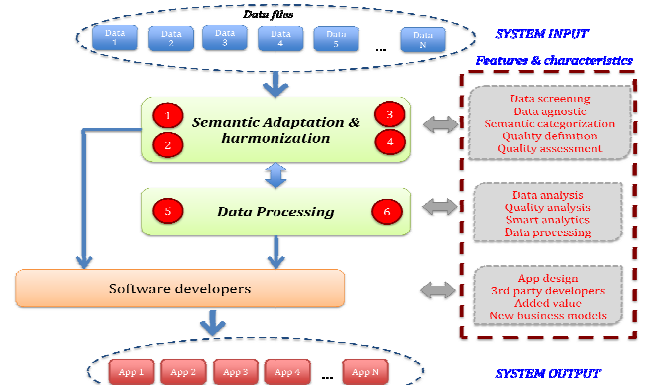 Data files
SYSTEM INPUT
Data 1
Data 2
Data 3
Data 4
Data 5
...
Data N
Features & characteristics
1
Semantic Adaptation &
harmonization
2
3
4
Data screening
Data agnostic
Semantic categorization
Quality definition
Quality assessment
5
Data Processing
6
Data analysis
Quality analysis
Smart analytics
Data processing
Software developers
App design
3rd party developers
Added value
New business models
App 1
App 2
App 3
App 4
...
App N
SYSTEM OUTPUT